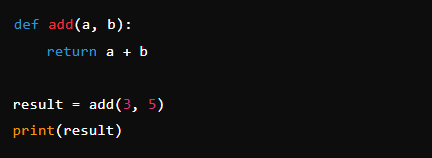 def add(a, b):
    return a + b

result = add(3, 5)
print(result)